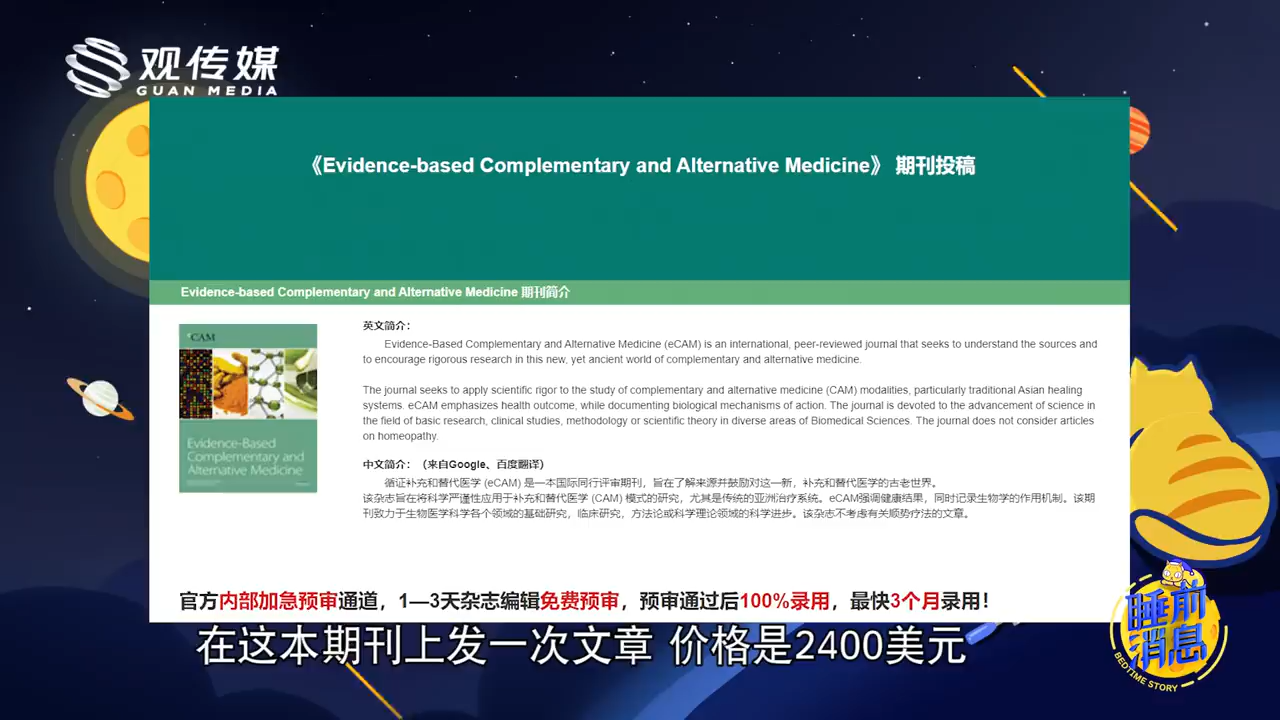 观传媒
GUAN MEDIA
《Evidence-based Complementary and Alternative Medicine》 期刊投稿
Evidence-based Complementary and Alternative Medicine 期刊简介
eCAM
Evidence-Based
Complementary and
Alternative Medicine
英文简介：
Evidence-Based Complementary and Alternative Medicine (eCAM) is an international, peer-reviewed journal that seeks to understand the sources and
to encourage rigorous research in this new, yet ancient world of complementary and alternative medicine.
The journal seeks to apply scientific rigor to the study of complementary and alternative medicine (CAM) modalities, particularly traditional Asian healing
systems. eCAM emphasizes health outcome, while documenting biological mechanisms of action. The journal is devoted to the advancement of science in
the field of basic research, clinical studies, methodology or scientific theory in diverse areas of Biomedical Sciences. The journal does not consider articles
on homeopathy.
中文简介：（来自Google、百度翻译）
循证补充和替代医学 (eCAM) 是一本国际同行评审期刊，旨在了解来源并鼓励对这一新，补充和替代医学的古老世界。
该杂志旨在将科学严谨性应用于补充和替代医学 (CAM) 模式的研究，尤其是传统的亚洲治疗系统。eCAM强调健康结果，同时记录生物学的作用机制。该期
刊致力于生物医学科学各个领域的基础研究，临床研究，方法论或科学理论领域的科学进步。该杂志不考虑有关顺势疗法的文章。
官方内部加急预审通道，1—3天杂志编辑免费预审，预审通过后100%录用，最快3个月录用！
在这本期刊上发一次文章 价格是2400美元
睡前
消息
BEDTIME STORY